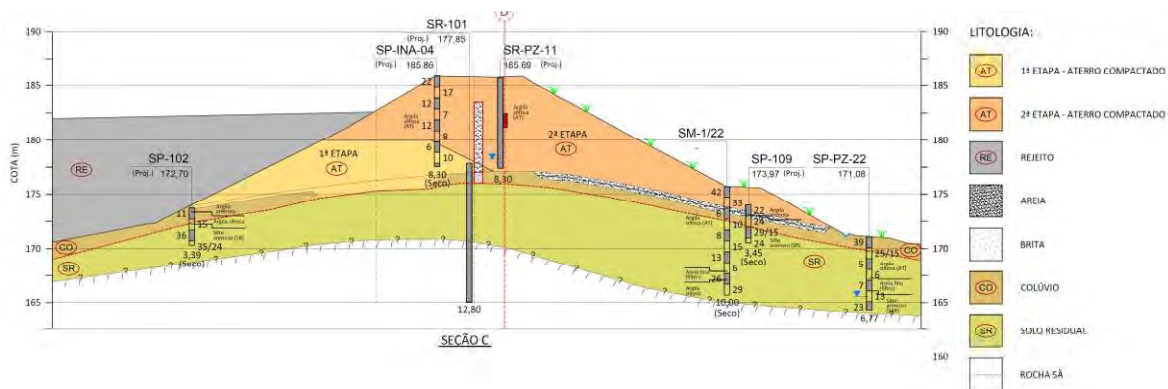 D
SR-101
(Proj.) 177,85
SP-INA-04
(Proj.) 185.86
SR-PZ-11
185.69 (Proj.)
SP-102
(Proj.) 172,70
SM-1/22
SP-109
173,97 (Proj.)
SP-PZ-22
171,08
COTA (m)
190
185
180
175
170
165
190
185
180
175
170
165
160
RE
1ª ETAPA
AT
2ª ETAPA
AT
CO
SR
SR
CO
22
17
12
7
12
8
6
10
8,30
(Seco)
Argila
8,30
11
15
36
35/24
3,39
(Seco)
12,80
42
33
6
8
10
15
13
6
26
29
10,00
(Seco)
22
24
29/15
24
3,45
(Seco)
39
25/15
5
6
7
13
23
6,77
SEÇÃO C
LITOLOGIA:
AT 1ª ETAPA - ATERRO COMPACTADO
AT 2ª ETAPA - ATERRO COMPACTADO
RE REJEITO
AREIA
BRITA
CO COLÚVIO
SR SOLO RESIDUAL
ROCHA SÃ